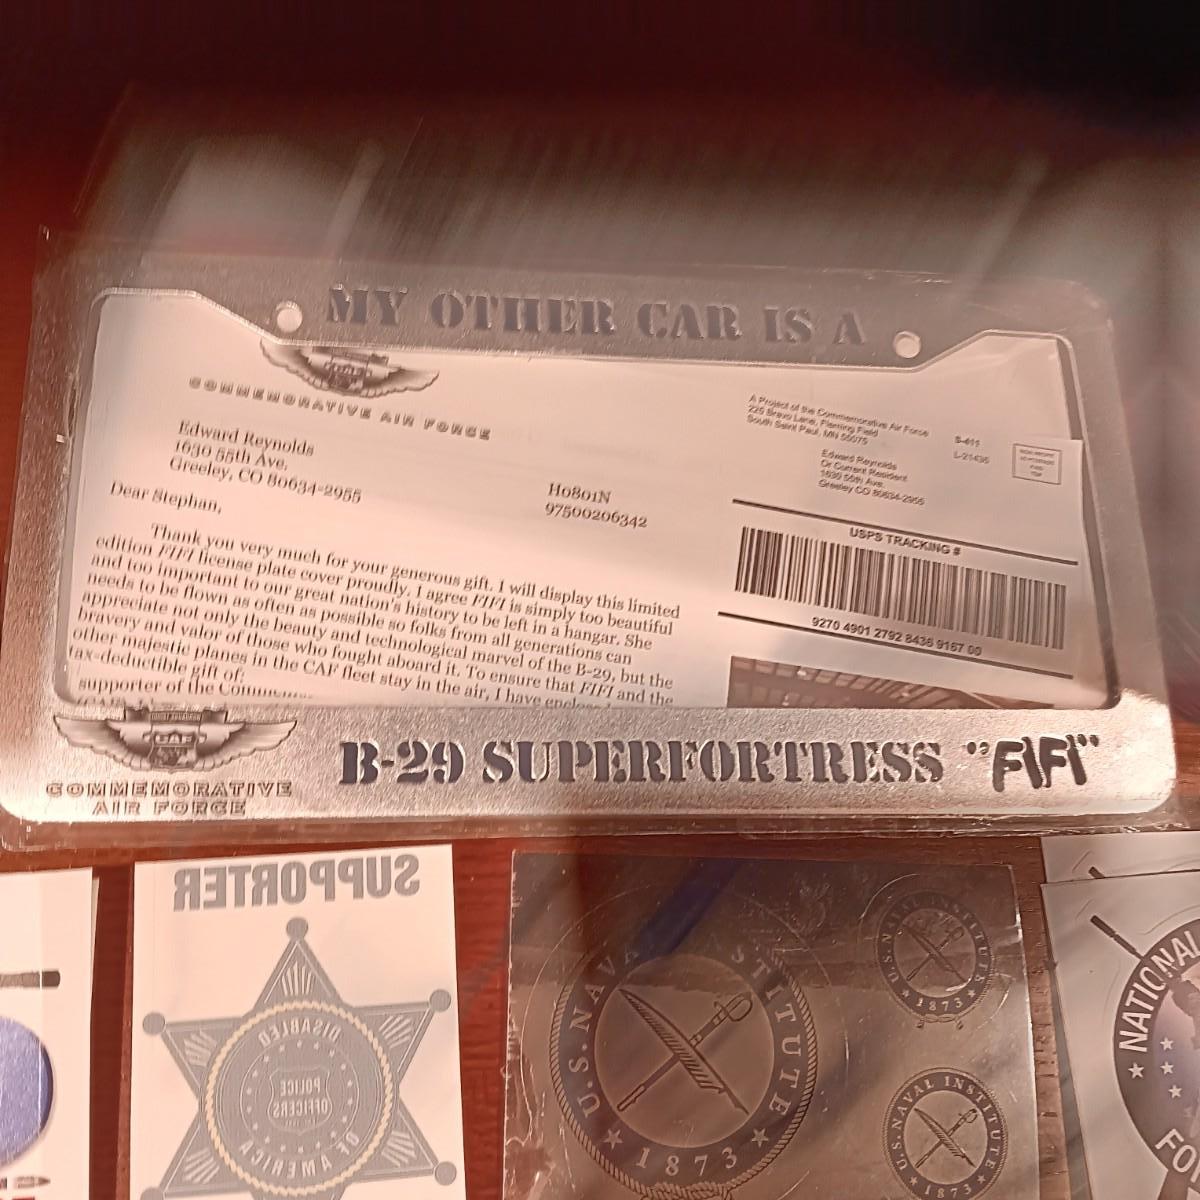 MY OTHER CAR IS A
COMMEMORATIVE AIR FORCE
Edward Reynolds
1630 55th Ave.
Greeley, CO 80634-2955
H0801N
97500206342
Dear Stephan,
Thank you very much for your generous gift. I will display this limited
edition FIFI license plate cover proudly. I agree FIFI is simply too beautiful
and too important to our great nation's history to be left in a hangar. She
needs to be flown as often as possible so folks from all generations can
appreciate not only the beauty and technological marvel of the B-29, but the
bravery and valor of those who fought aboard it. To ensure that FIFI and the
other majestic planes in the CAF fleet stay in the air, I have
tax-deductible gift of:
supporter of the
A Project of the Commemorative Air Force
225 Bravo Lane, Fleming Field
South Saint Paul, MN 55075
S-411
L-21436
Edward Reynolds
Or Current Resident
1630 55th Ave.
Greeley CO 80634-2955
USPS TRACKING #
9270 4901 2792 8436 9167 00
CAF
COMMEMORATIVE
AIR FORCE
B-29 SUPERFORTRESS "FIFI"
SUPPORTER
DISABLED
POLICE
OFFICERS
OF AMERICA
U.S. NAVAL INSTITUTE
1873
U.S. NAVAL INSTITUTE
1873
U.S. NAVAL INSTITUTE
1873
NATIONAL